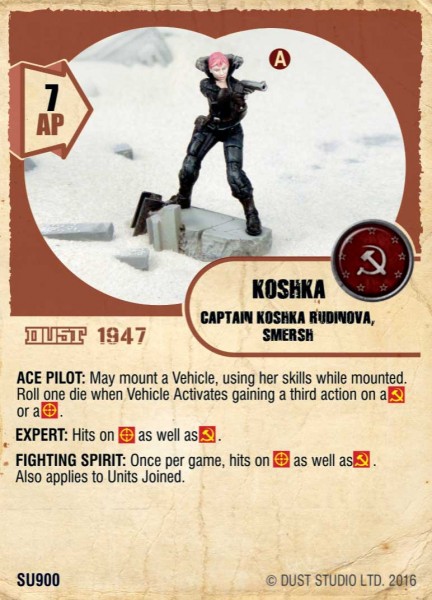 A
7
AP
KOSHKA
CAPTAIN KOSHKA RUDINOVA,
SMERSH
DUST 1947
ACE PILOT: May mount a Vehicle, using her skills while mounted.
Roll one die when Vehicle Activates gaining a third action on a
or a .
EXPERT: Hits on as well as .
FIGHTING SPIRIT: Once per game, hits on as well as .
Also applies to Units Joined.
SU900
© DUST STUDIO LTD. 2016